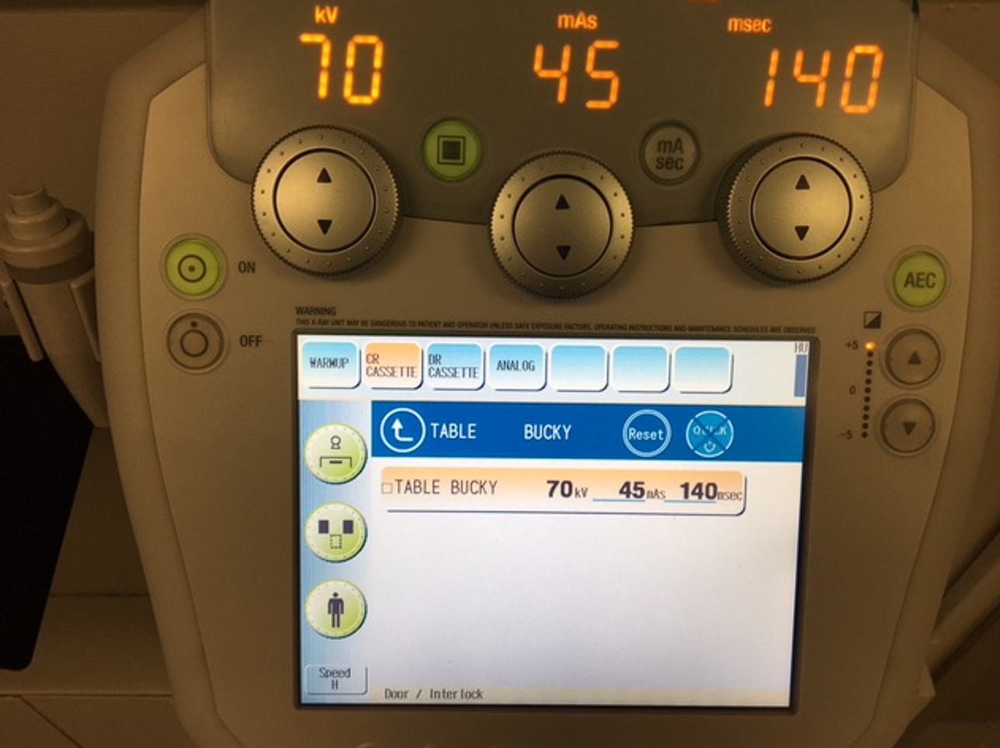 kV mAs msec
70 45 140
mA
sec
ON
AEC
OFF
WARNING
THIS X-RAY UNIT MAY BE DANGEROUS TO PATIENT AND OPERATOR UNLESS SAFE EXPOSURE FACTORS, OPERATING INSTRUCTIONS AND MAINTENANCE SCHEDULES ARE OBSERVED.
+5
0
-5
HU
WARMUP
CR
CASSETTE
DR
CASSETTE
ANALOG
TABLE BUCKY Reset QUICK
TABLE BUCKY 70kV 45mAs 140msec
Speed
H
Door / Interlock